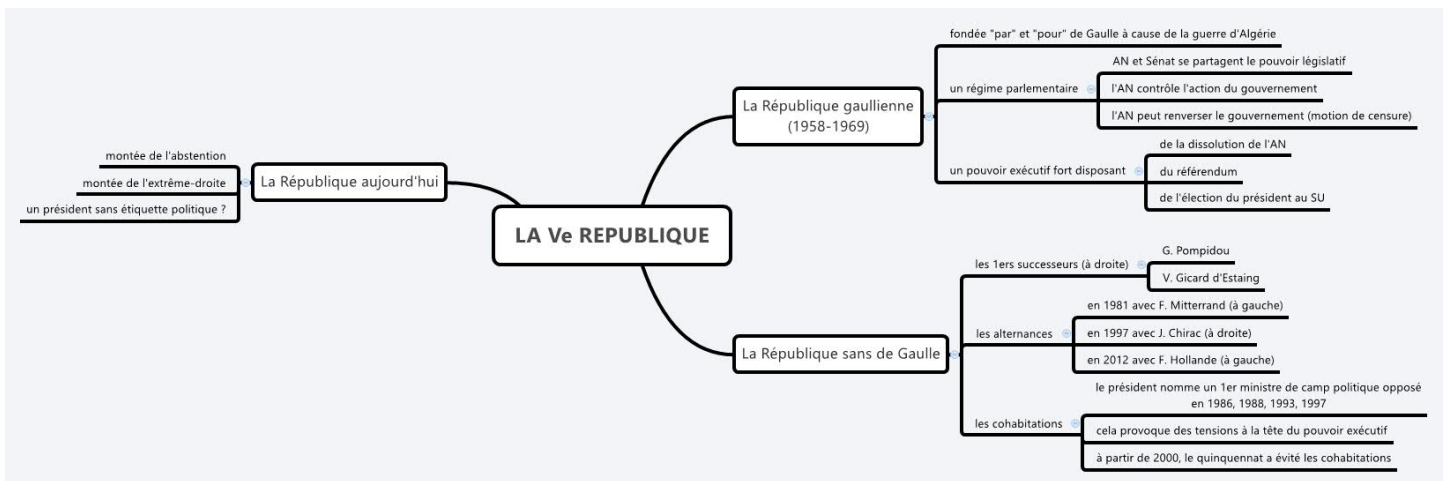 LA Ve REPUBLIQUE
La République gaullienne
(1958-1969)
fondée "par" et "pour" de Gaulle à cause de la guerre d'Algérie
un régime parlementaire
AN et Sénat se partagent le pouvoir législatif
l'AN contrôle l'action du gouvernement
l'AN peut renverser le gouvernement (motion de censure)
un pouvoir exécutif fort disposant
de la dissolution de l'AN
du référendum
de l'élection du président au SU
La République sans de Gaulle
les 1ers successeurs (à droite)
G. Pompidou
V. Gicard d'Estaing
les alternances
en 1981 avec F. Mitterrand (à gauche)
en 1997 avec J. Chirac (à droite)
en 2012 avec F. Hollande (à gauche)
les cohabitations
le président nomme un 1er ministre de camp politique opposé
en 1986, 1988, 1993, 1997
cela provoque des tensions à la tête du pouvoir exécutif
à partir de 2000, le quinquennat a évité les cohabitations
La République aujourd'hui
montée de l'abstention
montée de l'extrême-droite
un président sans étiquette politique ?